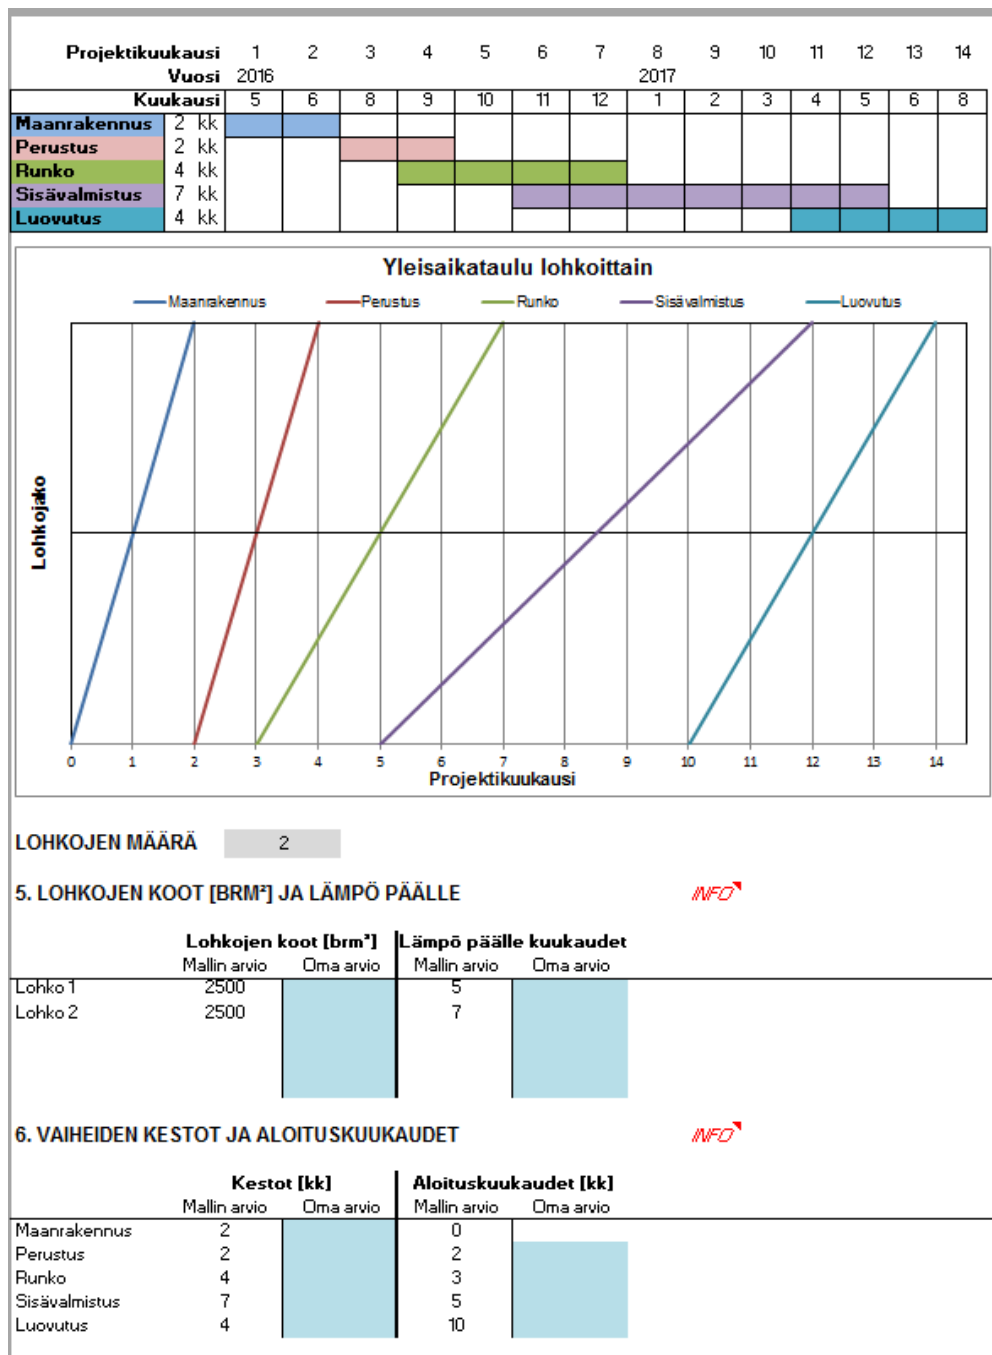 Projektikuukausi 1 2 3 4 5 6 7 8 9 10 11 12 13 14
Vuosi 2016 2017
Kuukausi 5 6 8 9 10 11 12 1 2 3 4 5 6 8
Maanrakennus 2 kk
Perustus 2 kk
Runko 4 kk
Sisävalmistus 7 kk
Luovutus 4 kk
Yleisaikataulu lohkoittain
Maanrakennus Perustus Runko Sisävalmistus Luovutus
Lohkojako
0 1 2 3 4 5 6 7 8 9 10 11 12 13 14
Projektikuukausi
LOHKOJEN MÄÄRÄ 2
5. LOHKOJEN KOOT [BRM²] JA LÄMPÖ PÄÄLLE INFO
Lohkojen koot [brm²] Lämpö päälle kuukaudet
Mallin arvio Oma arvio Mallin arvio Oma arvio
Lohko 1 2500 5
Lohko 2 2500 7
6. VAIHEIDEN KESTOT JA ALOITUSKUUKAUDET INFO
Kestot [kk] Aloituskuukaudet [kk]
Mallin arvio Oma arvio Mallin arvio Oma arvio
Maanrakennus 2 0
Perustus 2 2
Runko 4 3
Sisävalmistus 7 5
Luovutus 4 10